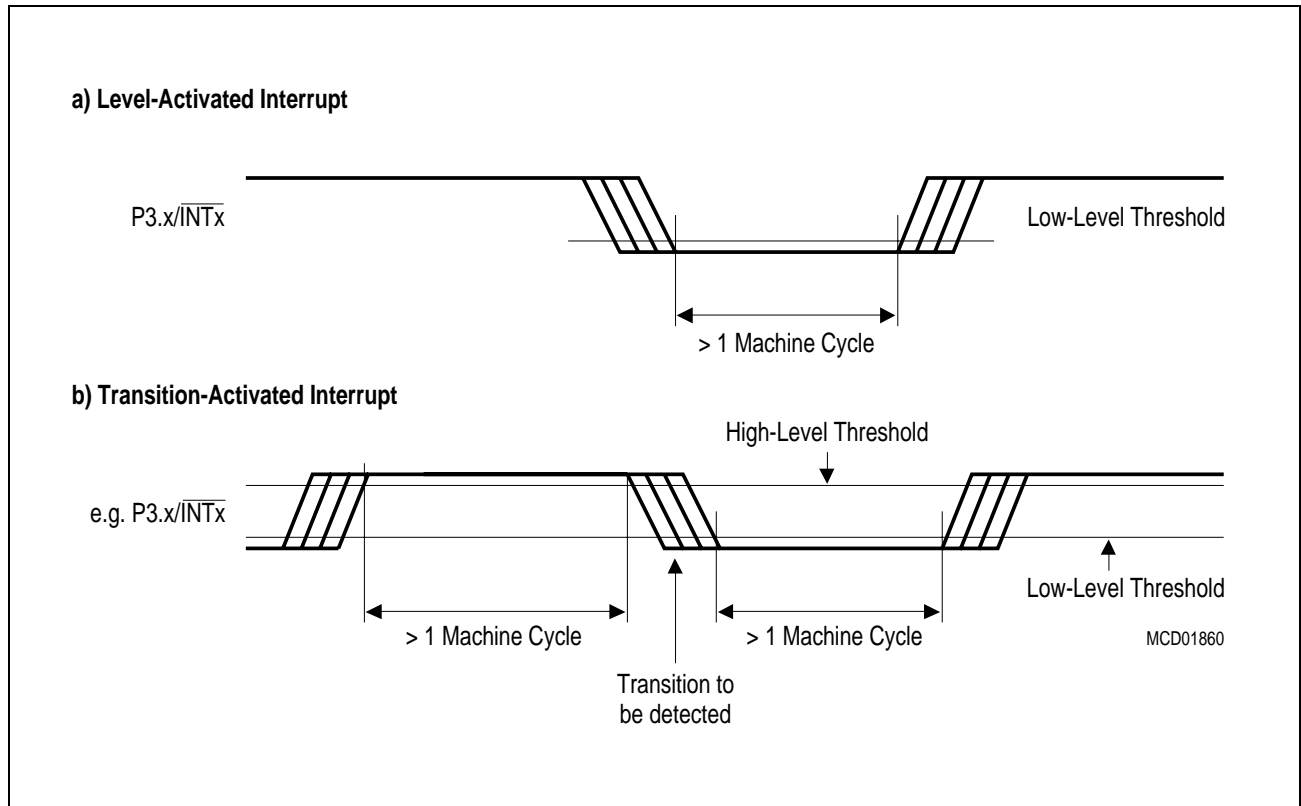 a) Level-Activated Interrupt
P3.x/INTx
Low-Level Threshold
> 1 Machine Cycle
b) Transition-Activated Interrupt
High-Level Threshold
e.g. P3.x/INTx
Low-Level Threshold
> 1 Machine Cycle
> 1 Machine Cycle
MCD01860
Transition to
be detected